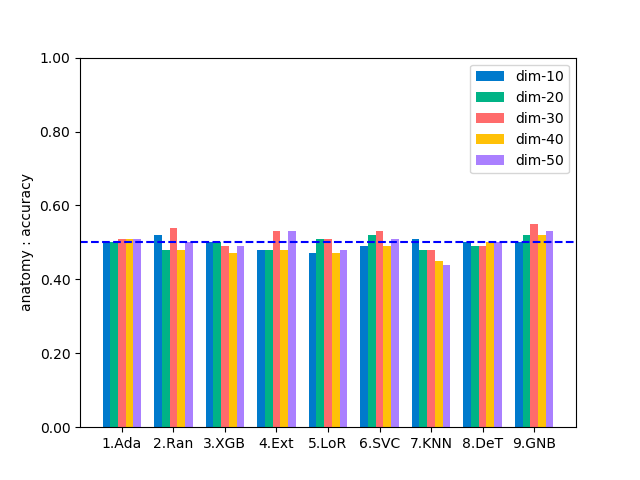 1.00
0.80
0.60
0.40
0.20
0.00
anatomy : accuracy
dim-10
dim-20
dim-30
dim-40
dim-50
1.Ada 2.Ran 3.XGB 4.Ext 5.LoR 6.SVC 7.KNN 8.DeT 9.GNB